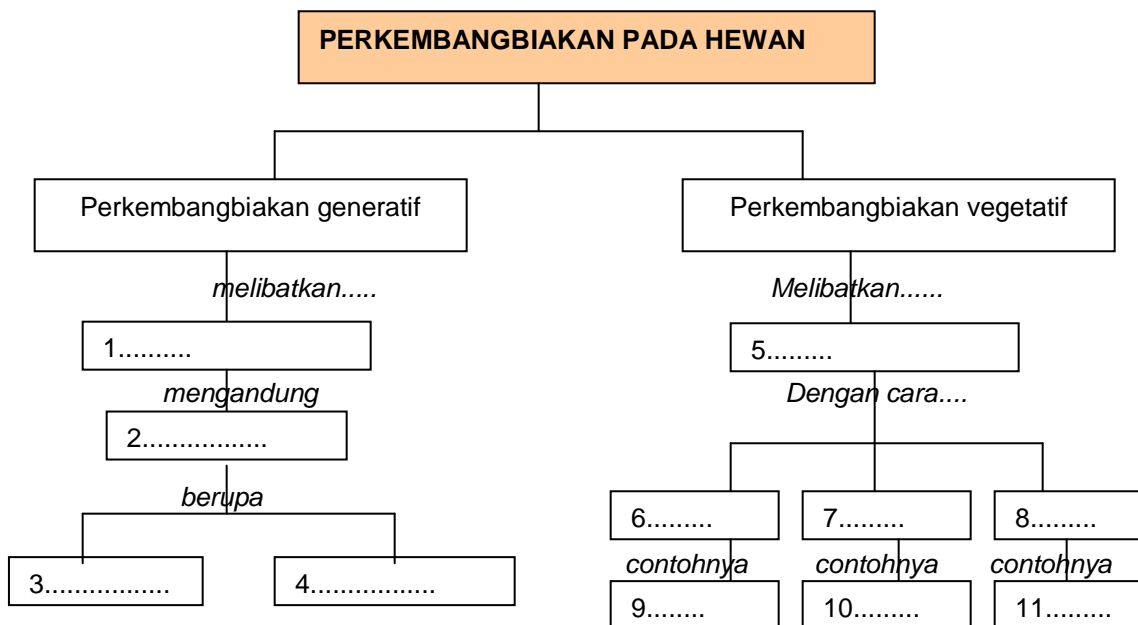 PERKEMBANGBIAKAN PADA HEWAN
Perkembangbiakan generatif
Perkembangbiakan vegetatif
melibatkan.....
Melibatkan......
1..........
5.........
mengandung
Dengan cara....
2................
berupa
6.........
7.........
8.........
contohnya
contohnya
contohnya
3.................
4.................
9........
10.........
11.........